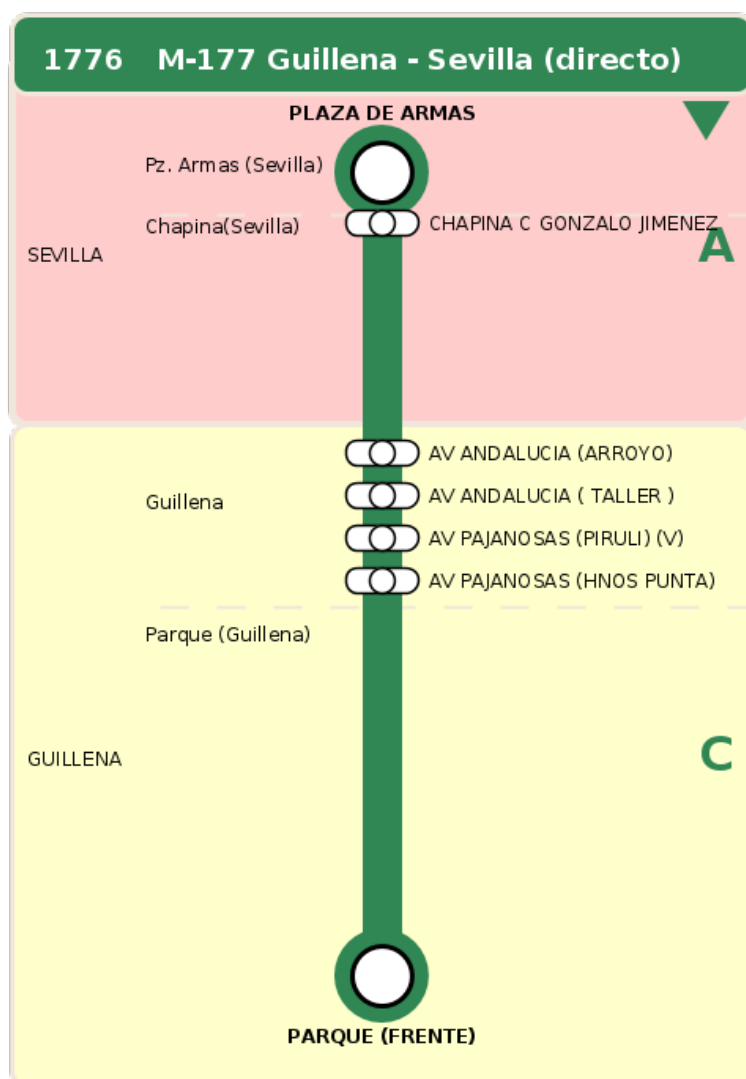 1776 M-177 Guillena - Sevilla (directo)
PLAZA DE ARMAS
Pz. Armas (Sevilla)
Chapina(Sevilla)
CHAPINA C GONZALO JIMENEZ
A
SEVILLA
AV ANDALUCIA (ARROYO)
AV ANDALUCIA ( TALLER )
Guillena
AV PAJANOSAS (PIRULI) (V)
AV PAJANOSAS (HNOS PUNTA)
Parque (Guillena)
GUILLENA
C
PARQUE (FRENTE)